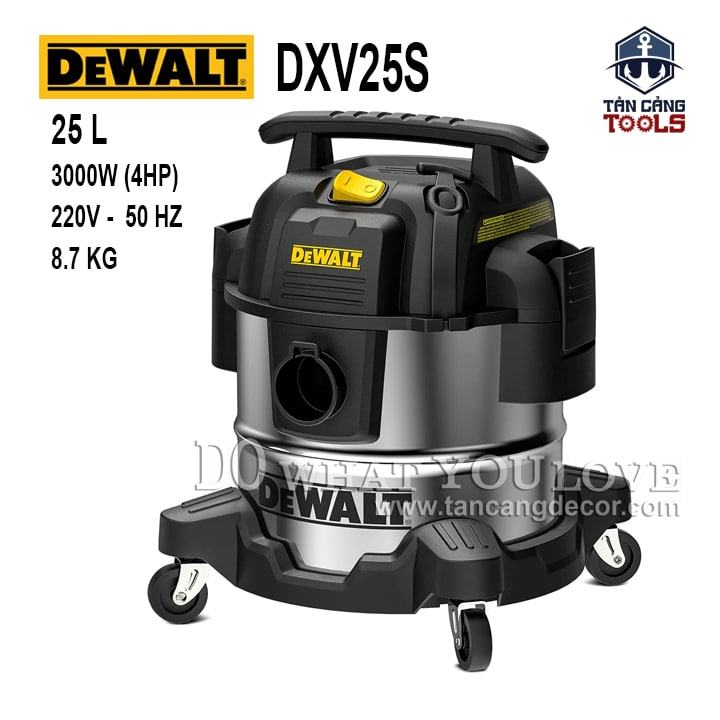 DEWALT DXV25S
TÂN CẢNG
TOOLS
25 L
3000W (4HP)
220V - 50 HZ
8.7 KG
DEWALT
DO WHAT YOU LOVE
www.tancangdecor.com
DEWALT